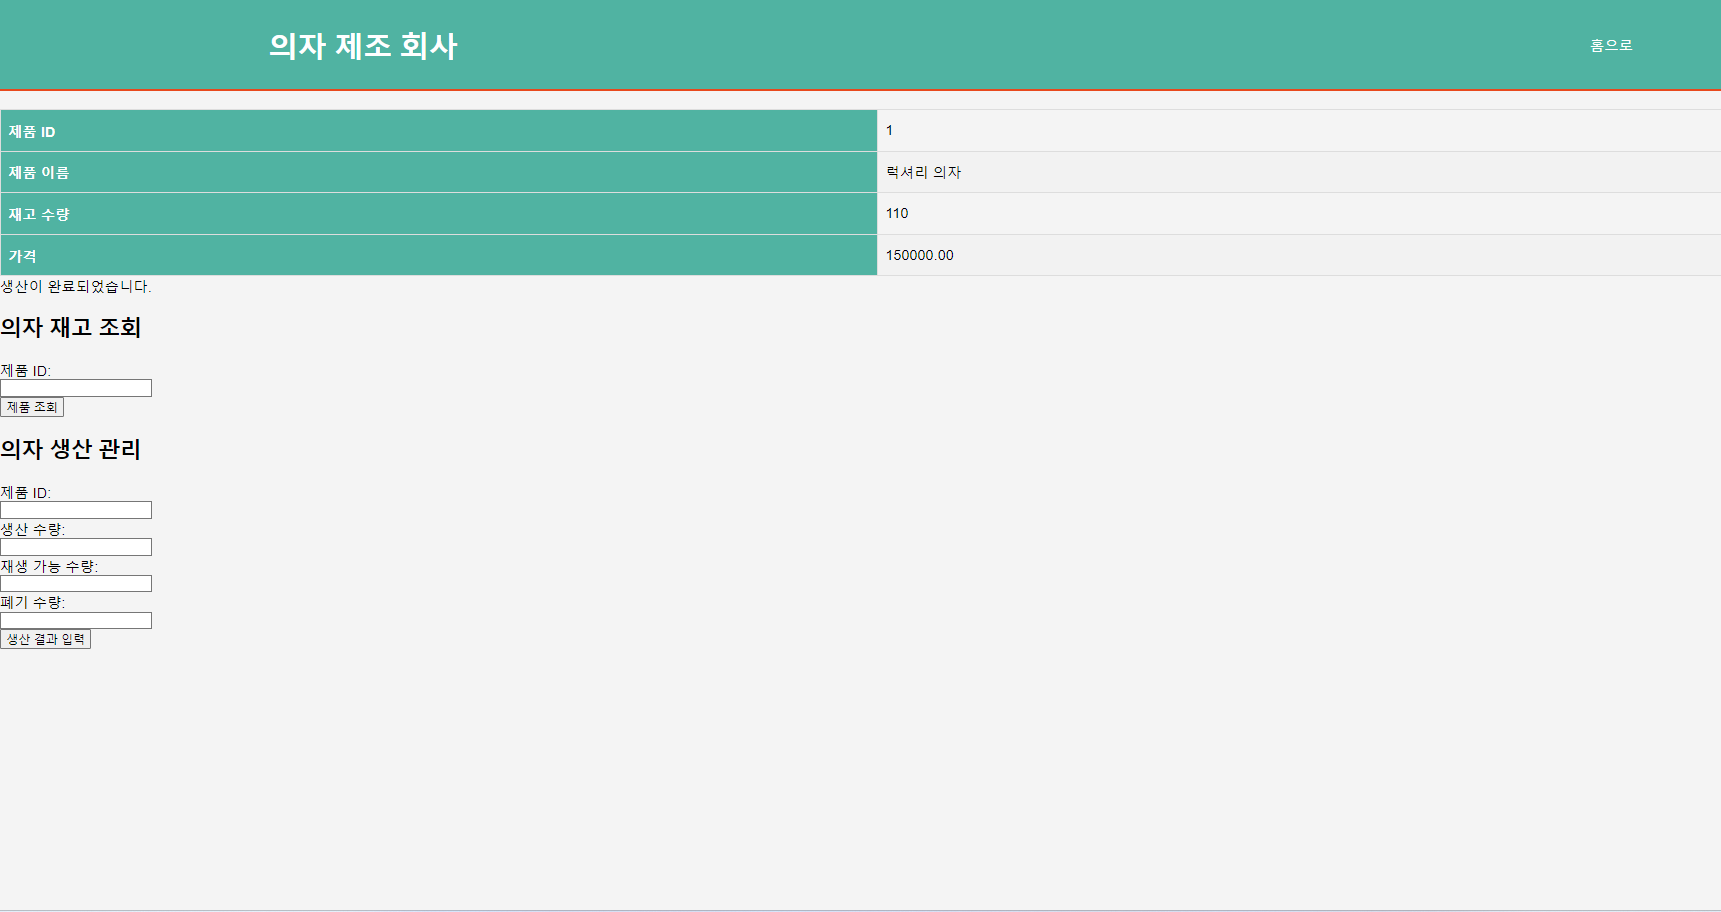 의자 제조 회사
홈으로
제품 ID 1
제품 이름 럭셔리 의자
재고 수량 110
가격 150000.00
생산이 완료되었습니다.
의자 재고 조회
제품 ID:
제품 조회
의자 생산 관리
제품 ID:
생산 수량:
재생 가능 수량:
폐기 수량:
생산 결과 입력